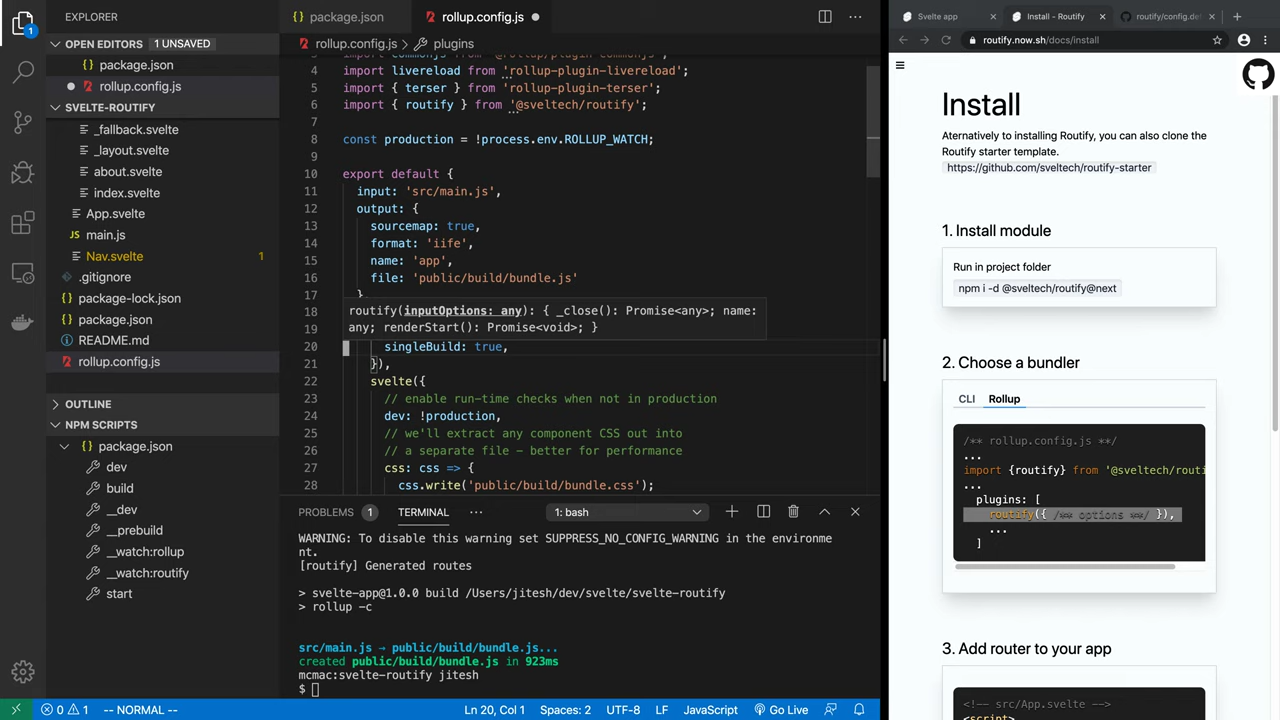 EXPLORER
OPEN EDITORS 1 UNSAVED
package.json
rollup.config.js
SVELTE-ROUTIFY
_fallback.svelte
_layout.svelte
about.svelte
index.svelte
App.svelte
main.js
Nav.svelte 1
.gitignore
package-lock.json
package.json
README.md
rollup.config.js
OUTLINE
NPM SCRIPTS
package.json
dev
build
__dev
__prebuild
__watch:rollup
__watch:routify
start
package.json
rollup.config.js
rollup.config.js > plugins
4 import livereload from 'rollup-plugin-livereload';
5 import { terser } from 'rollup-plugin-terser';
6 import { routify } from '@sveltech/routify';
7
8 const production = !process.env.ROLLUP_WATCH;
9
10 export default {
11 input: 'src/main.js',
12 output: {
13 sourcemap: true,
14 format: 'iife',
15 name: 'app',
16 file: 'public/build/bundle.js'
17 },
18 routify(inputOptions: any): { _close(): Promise<any>; name:
19 any; renderStart(): Promise<void>; }
20 singleBuild: true,
21 }),
22 svelte({
23 // enable run-time checks when not in production
24 dev: !production,
25 // we'll extract any component CSS out into
26 // a separate file - better for performance
27 css: css => {
28 css.write('public/build/bundle.css');
PROBLEMS 1 TERMINAL ... 1: bash
WARNING: To disable this warning set SUPPRESS_NO_CONFIG_WARNING in the environme
nt.
[routify] Generated routes
> svelte-app@1.0.0 build /Users/jitesh/dev/svelte/svelte-routify
> rollup -c
src/main.js → public/build/bundle.js...
created public/build/bundle.js in 923ms
mcmac:svelte-routify jitesh
$
0 1 -- NORMAL -- Ln 20, Col 1 Spaces: 2 UTF-8 LF JavaScript Go Live
1
Svelte app
Install - Routify
routify/config.de
routify.now.sh/docs/install
Install
Aternatively to installing Routify, you can also clone the
Routify starter template.
https://github.com/sveltech/routify-starter
1. Install module
Run in project folder
npm i -d @sveltech/routify@next
2. Choose a bundler
CLI Rollup
/** rollup.config.js **/
...
import {routify} from '@sveltech/routi
...
plugins: [
routify({ /** options **/ }),
...
]
3. Add router to your app
<!-- src/App.svelte -->
<script>